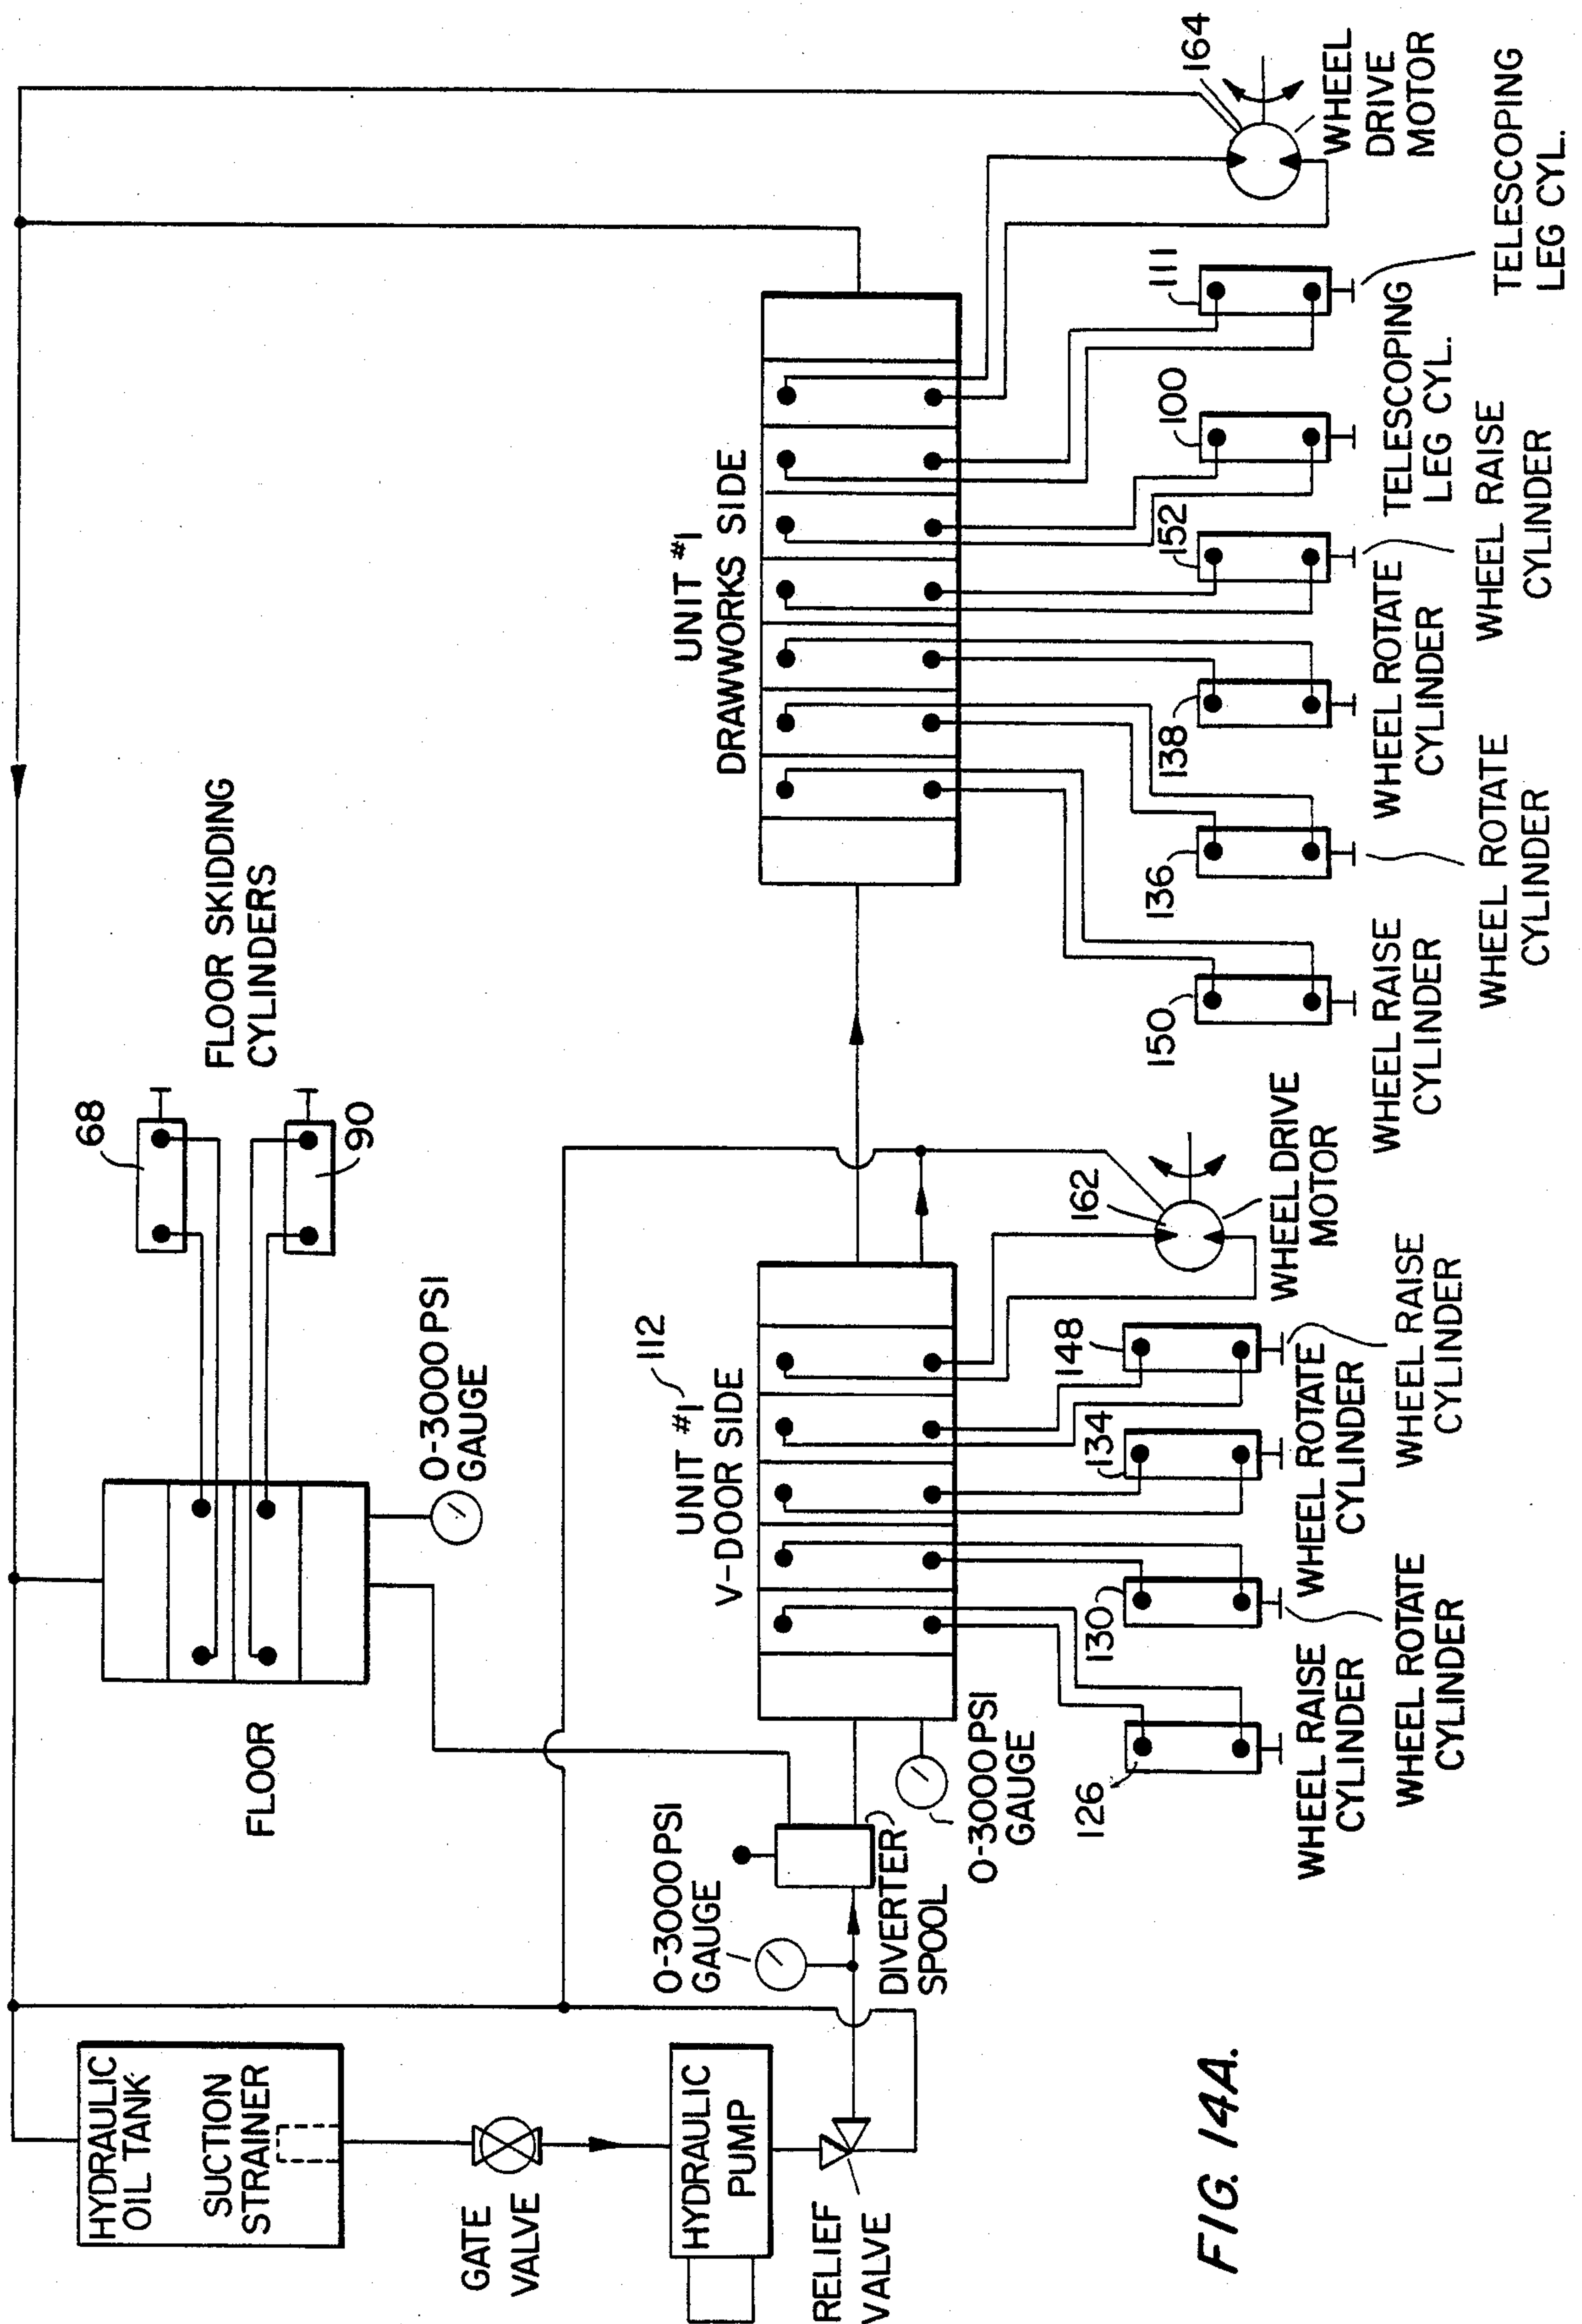 HYDRAULIC
OIL TANK
SUCTION
STRAINER
GATE
VALVE
HYDRAULIC
PUMP
RELIEF
VALVE
FLOOR
FLOOR SKIDDING
CYLINDERS
68
90
0-3000 PSI
GAUGE
0-3000 PSI
GAUGE
DIVERTER
SPOOL
0-3000 PSI
GAUGE
UNIT #1
V-DOOR SIDE
112
126
130
134
148
162
WHEEL RAISE
CYLINDER
WHEEL ROTATE
CYLINDER
WHEEL ROTATE
CYLINDER
WHEEL RAISE
CYLINDER
WHEEL DRIVE
MOTOR
UNIT #1
DRAWORKS SIDE
150
136
138
152
100
111
164
WHEEL RAISE
CYLINDER
WHEEL ROTATE
CYLINDER
WHEEL ROTATE
CYLINDER
WHEEL RAISE
CYLINDER
TELESCOPING
LEG CYL.
TELESCOPING
LEG CYL.
WHEEL
DRIVE
MOTOR
FIG. 14A.